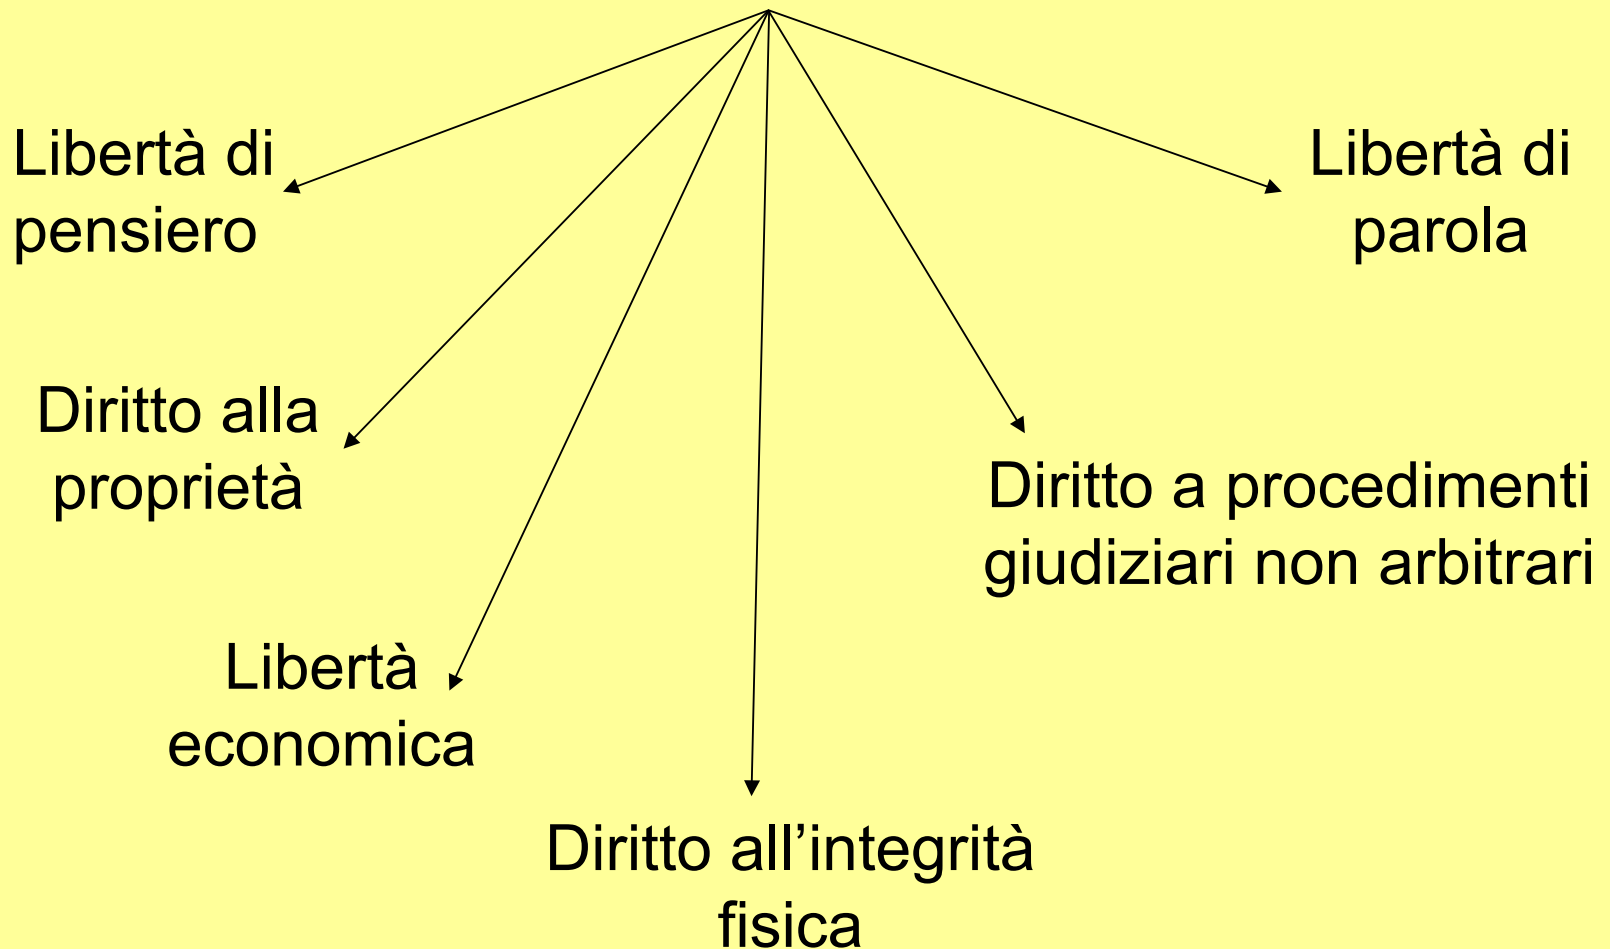 Libertà di
pensiero
Libertà di
parola
Diritto alla
proprietà
Diritto a procedimenti
giudiziari non arbitrari
Libertà
economica
Diritto all’integrità
fisica